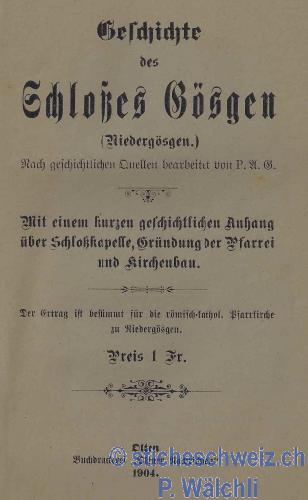 Geschichte
des
Schloßes Gösgen
(Niedergösgen.)
Nach geschichtlichen Quellen bearbeitet von P. A. G.
Mit einem kurzen geschichtlichen Anhang
über Schloßkapelle, Gründung der Pfarrei
und Kirchenbau.
Der Ertrag ist bestimmt für die römisch-kathol. Pfarrkirche
zu Niedergösgen.
Preis 1 Fr.
Olten
Buchdruckerei
© sticheschweiz.ch
1904.
P. Wälchli